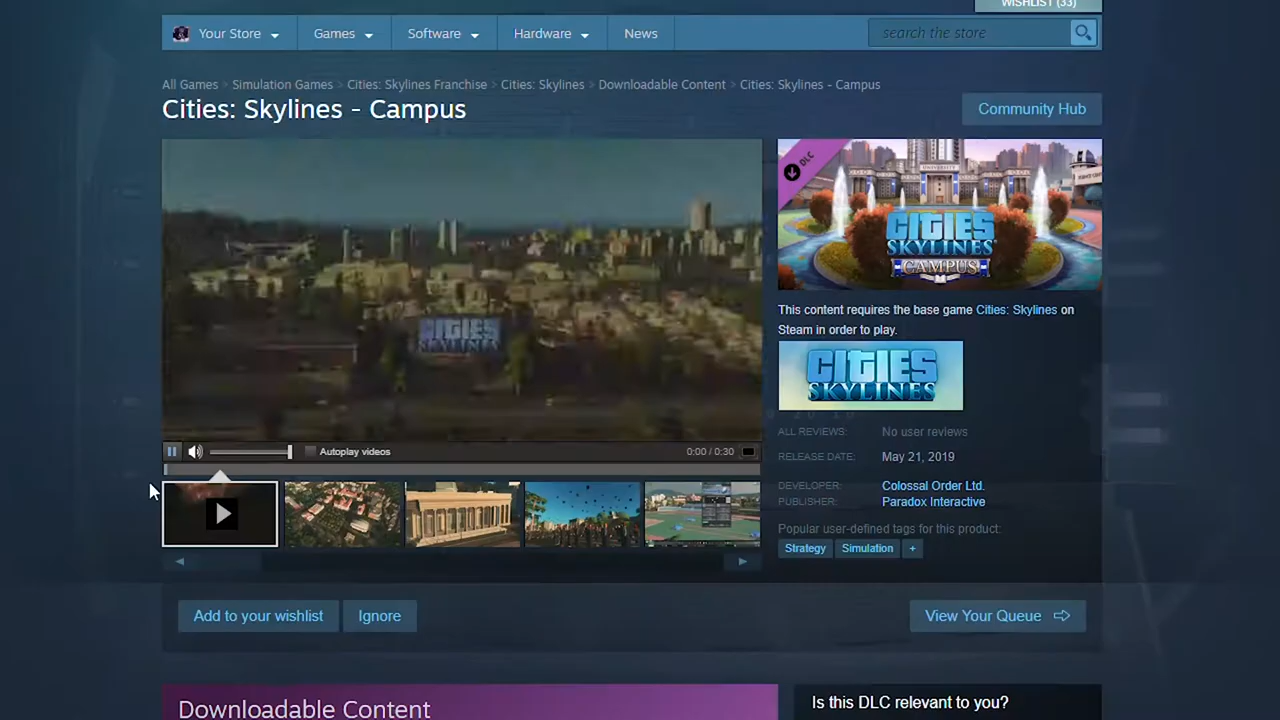 WISHLIST (33)
Your Store
Games
Software
Hardware
News
search the store
All Games > Simulation Games > Cities: Skylines Franchise > Cities: Skylines > Downloadable Content > Cities: Skylines - Campus
Cities: Skylines - Campus
Community Hub
CITIES
SKYLINES
DLC
UNIVERSITY
CITIES
SKYLINES
CAMPUS
This content requires the base game Cities: Skylines on
Steam in order to play.
CITIES
SKYLINES
ALL REVIEWS: No user reviews
RELEASE DATE: May 21, 2019
DEVELOPER: Colossal Order Ltd.
PUBLISHER: Paradox Interactive
Popular user-defined tags for this product:
Strategy Simulation +
Autoplay videos
0:00 / 0:30
Add to your wishlist
Ignore
View Your Queue
Downloadable Content
Is this DLC relevant to you?